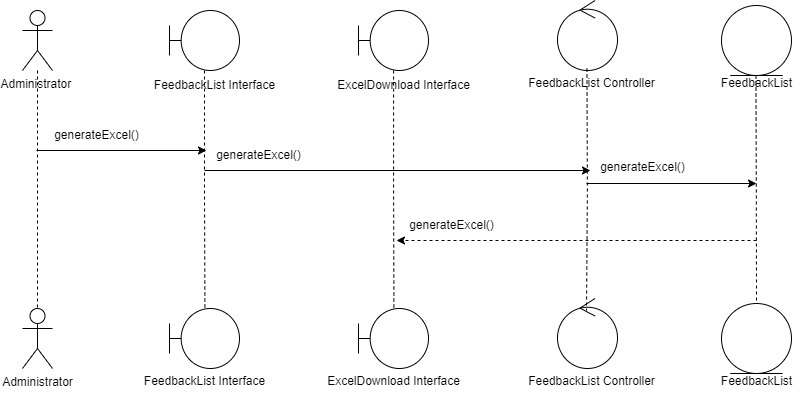 Administrator
FeedbackList Interface
ExcelDownload Interface
FeedbackList Controller
FeedbackList
generateExcel()
generateExcel()
generateExcel()
generateExcel()
Administrator
FeedbackList Interface
ExcelDownload Interface
FeedbackList Controller
FeedbackList